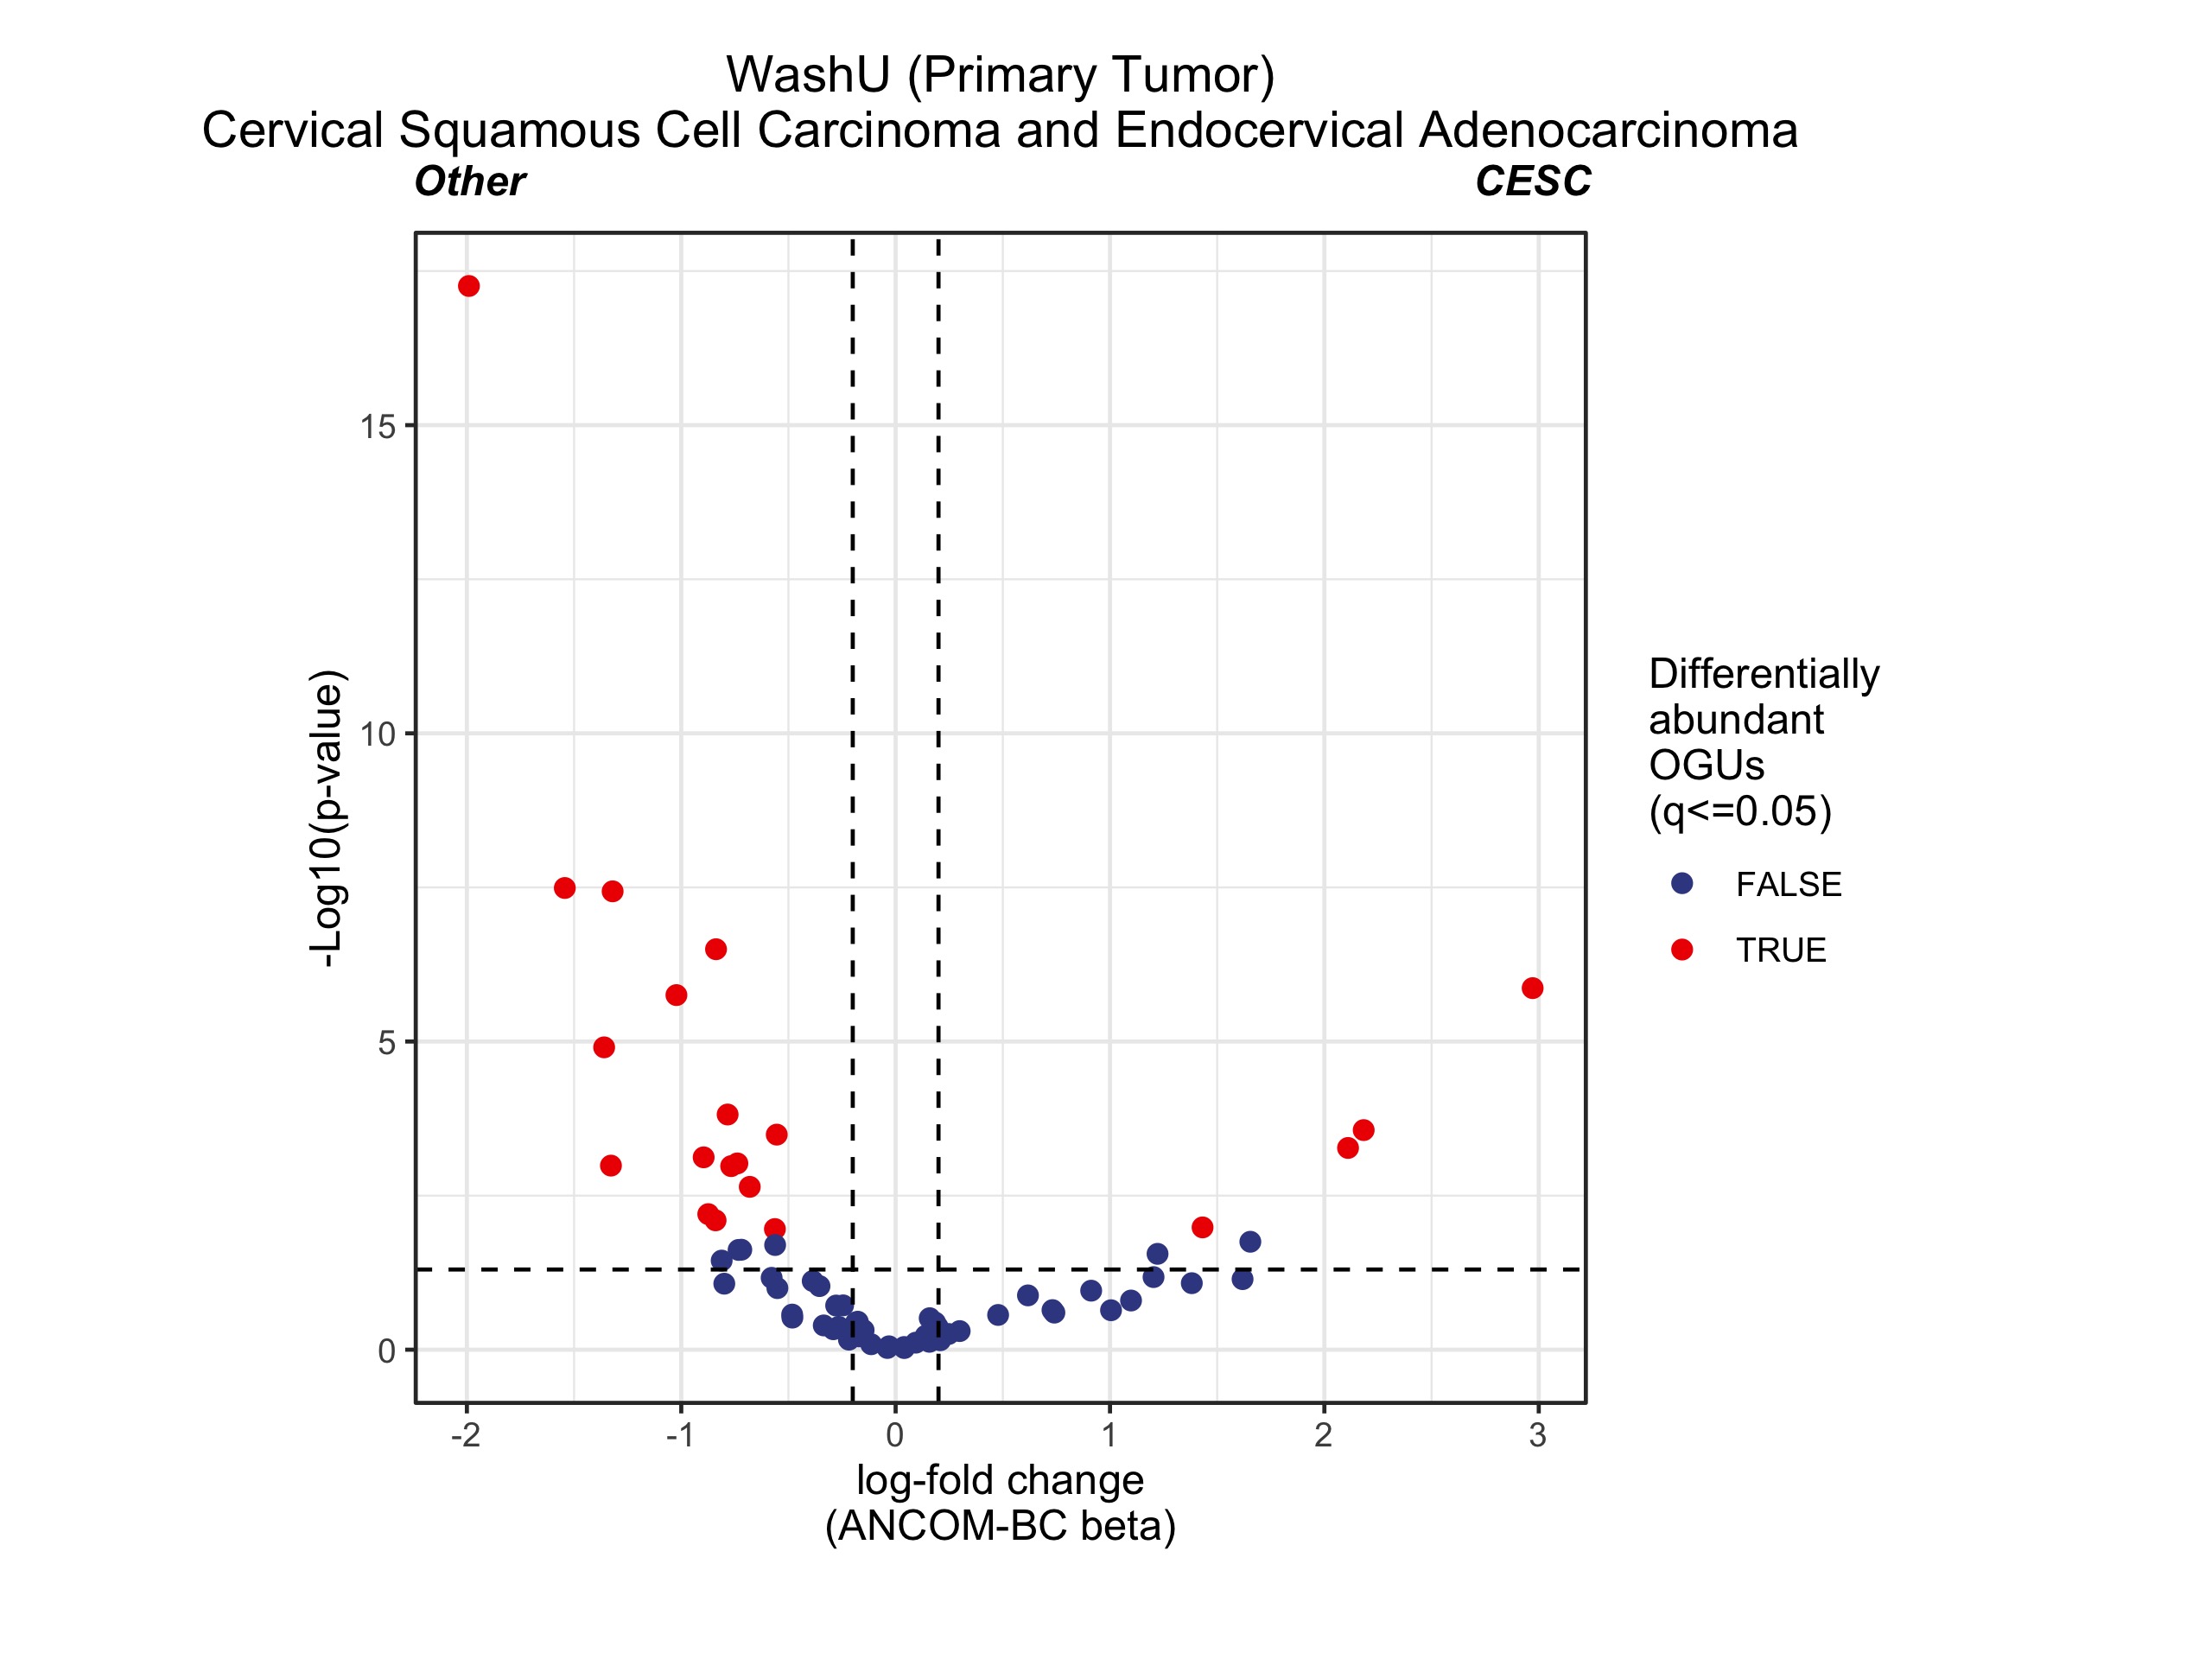 WashU (Primary Tumor)
Cervical Squamous Cell Carcinoma and Endocervical Adenocarcinoma
Other CESC
15
10
5
0
-Log10(p-value)
-2 -1 0 1 2 3
log-fold change
(ANCOM-BC beta)
Differentially
abundant
OGUs
(q<=0.05)
FALSE
TRUE